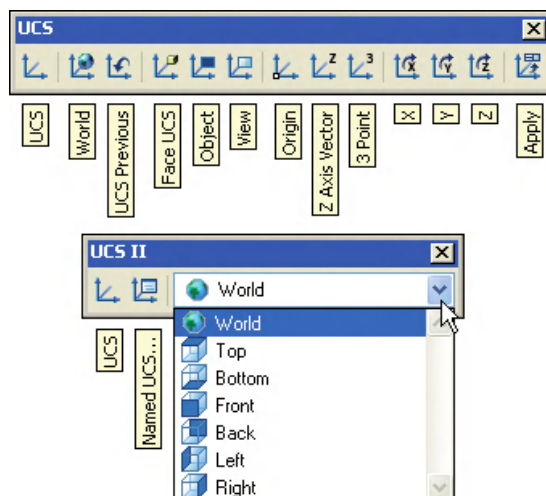 UCS
UCS
World
UCS Previous
Face UCS
Object
View
Origin
Z Axis Vector
3 Point
X
Y
Z
Apply
UCS II
World
UCS
Named UCS...
World
Top
Bottom
Front
Back
Left
Right